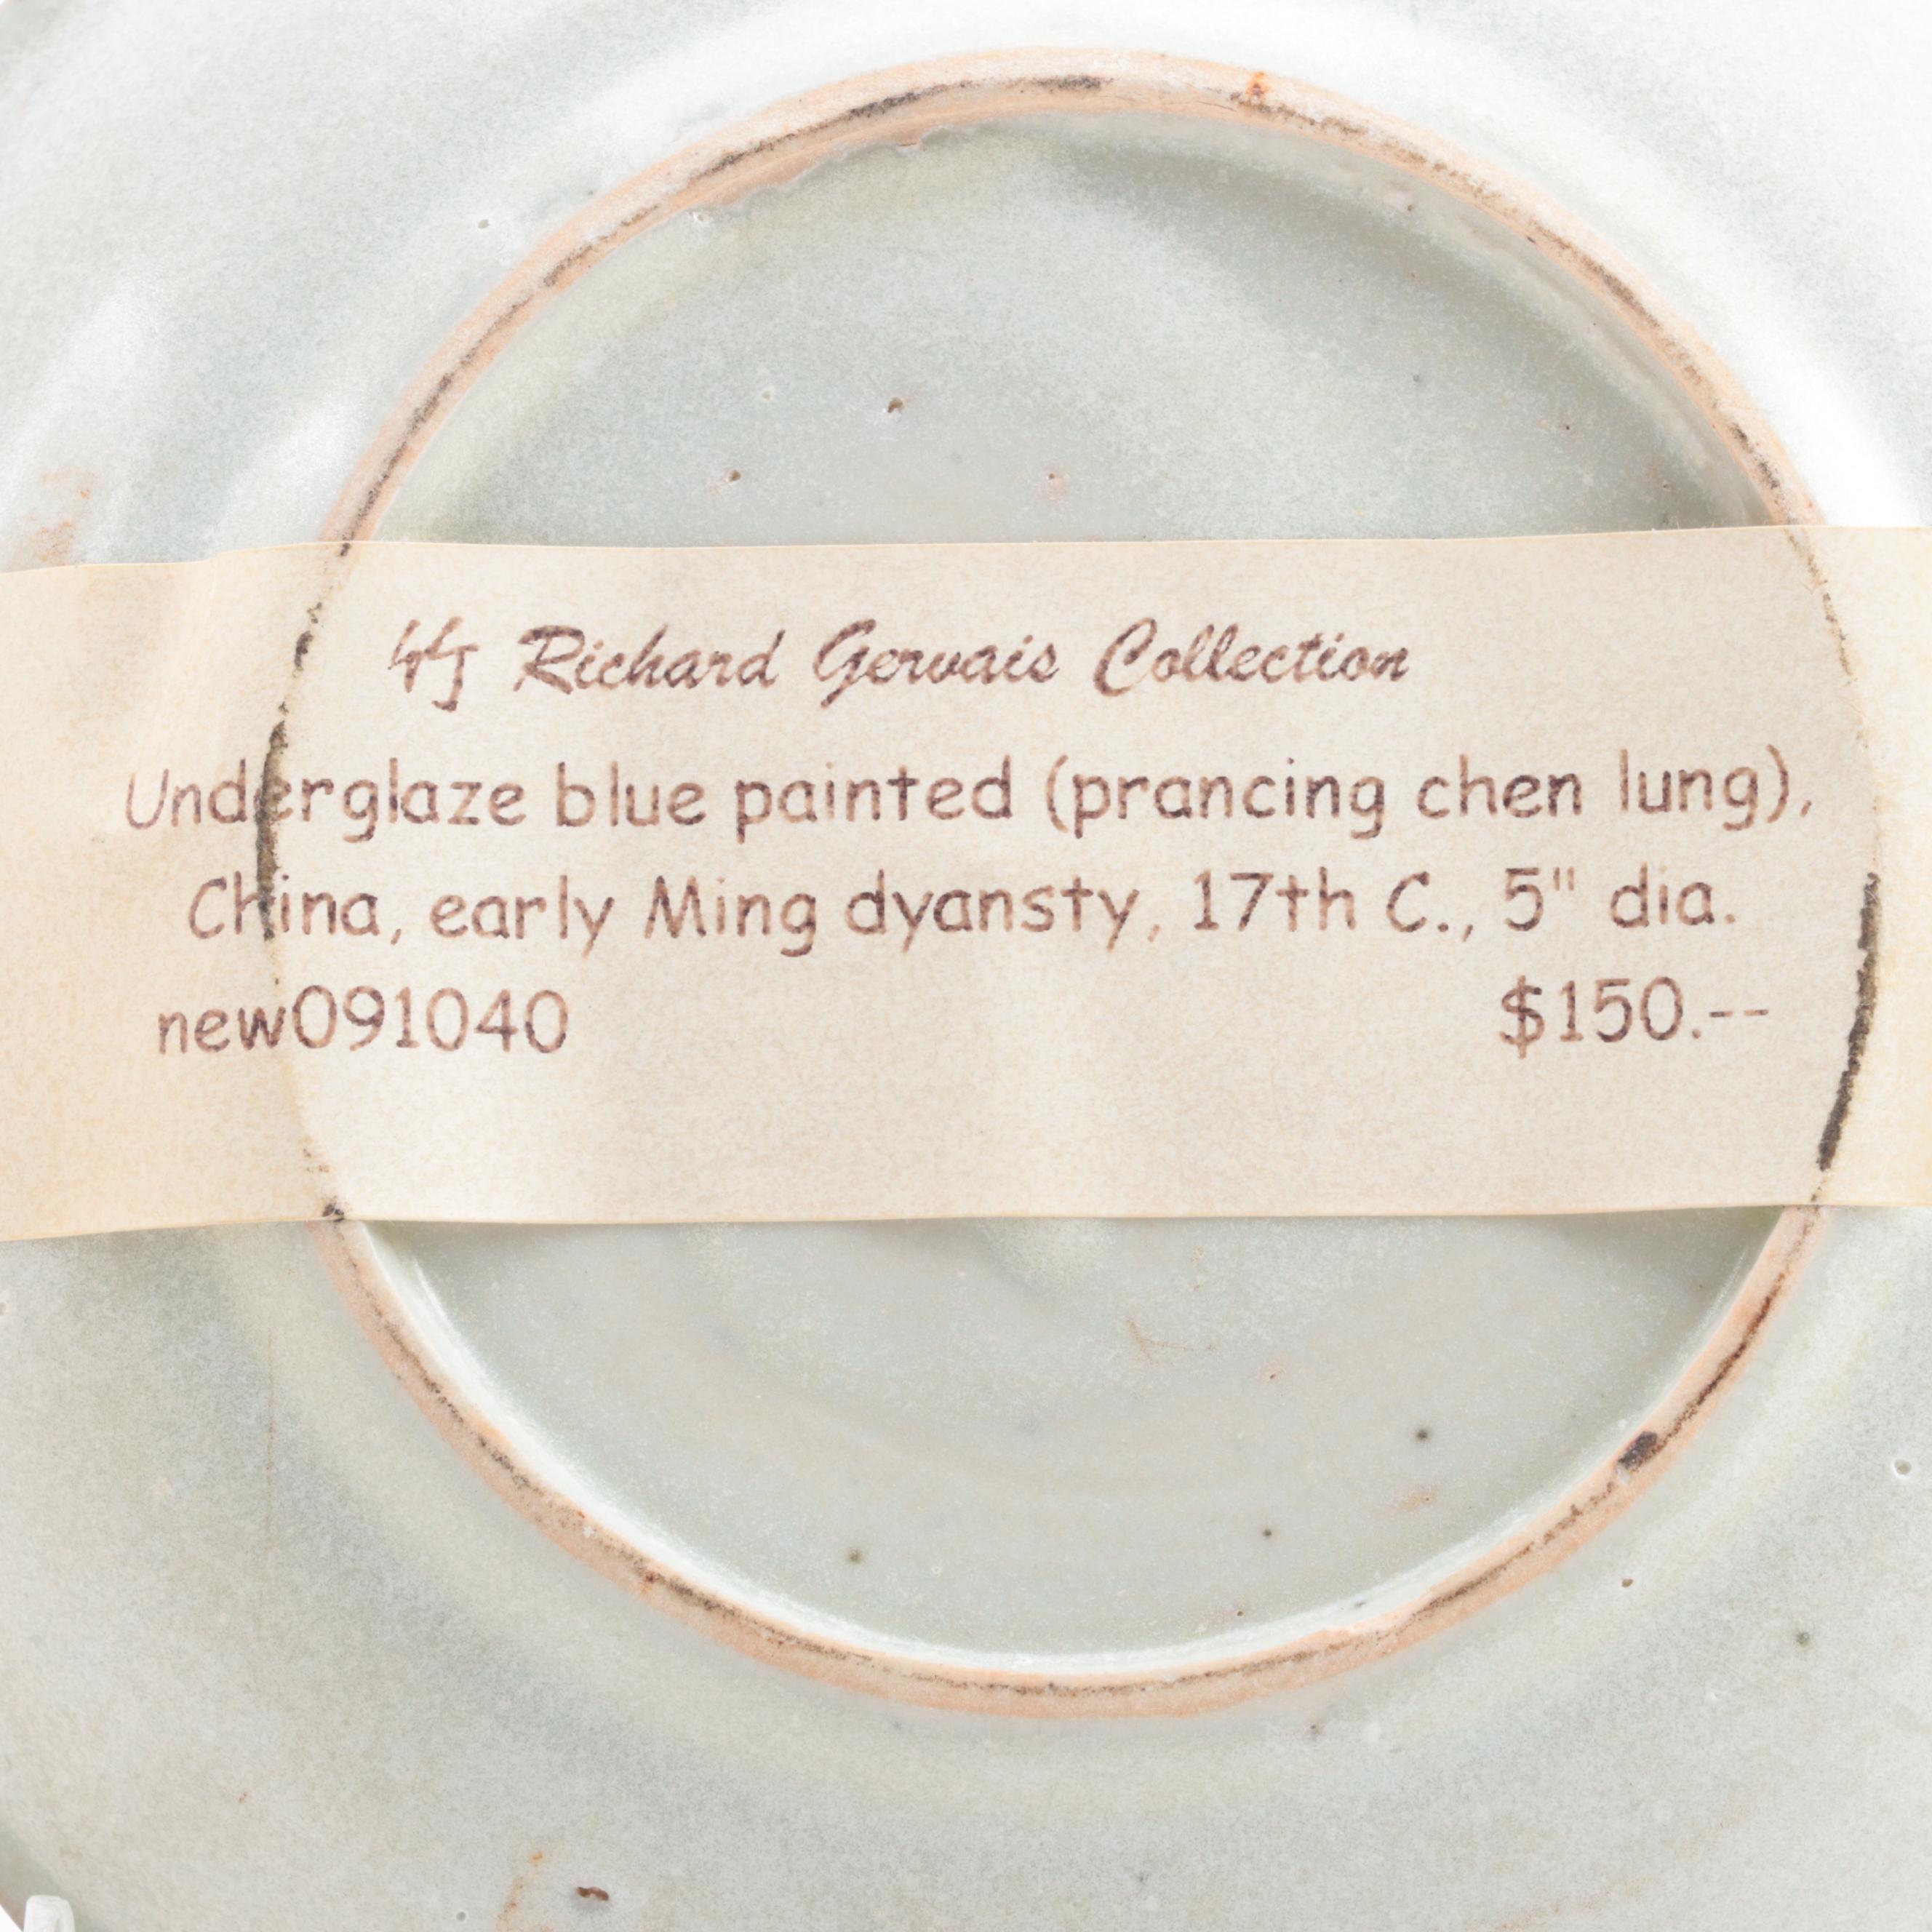 Richard Gervais Collection
Underglaze blue painted (prancing chen lung),
China, early Ming dyansty, 17th C., 5" dia.
new091040 $150.--